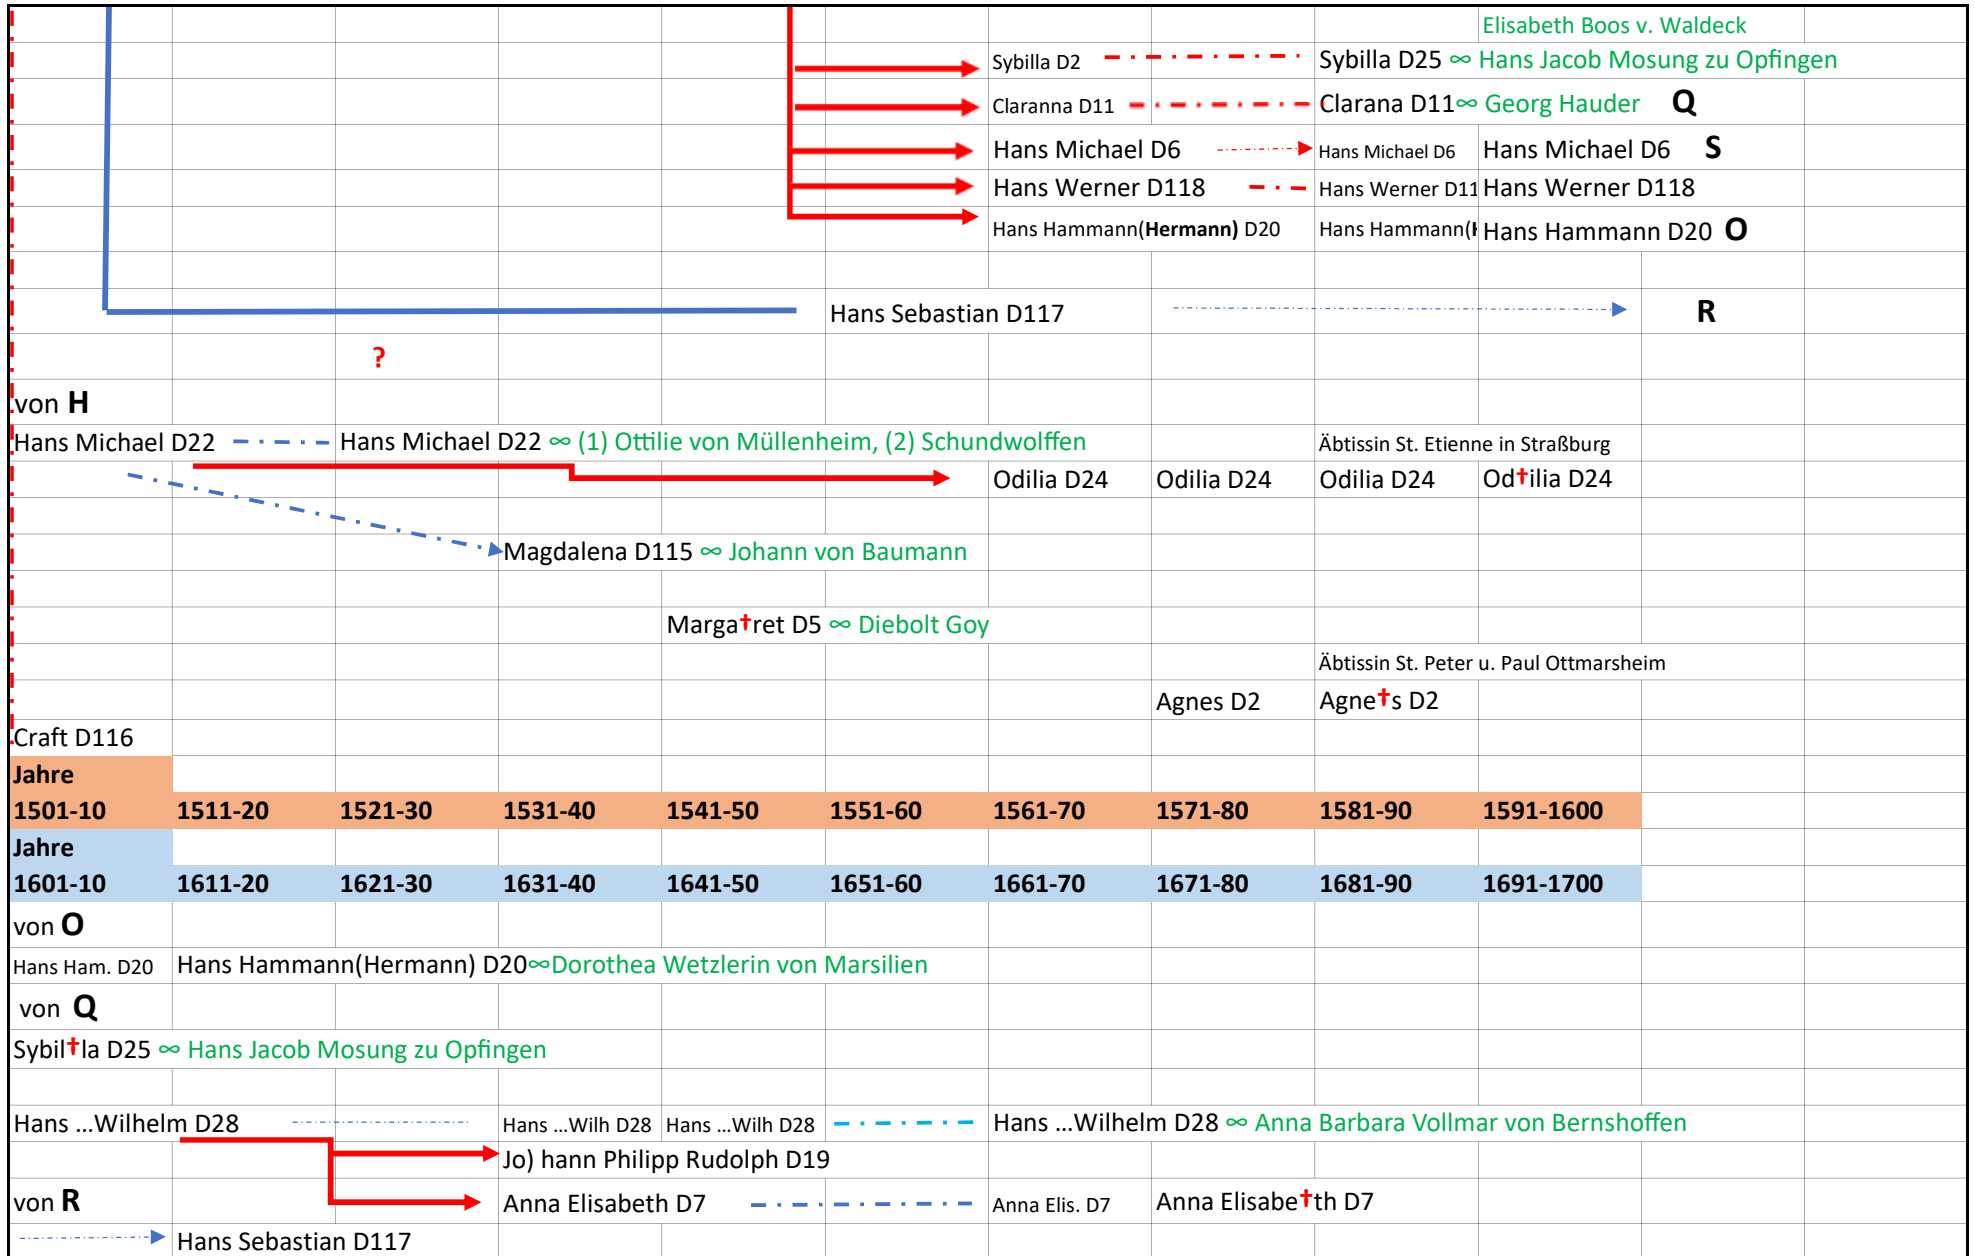 Elisabeth Boos v. Waldeck
Sybilla D2 Sybilla D25 ∞ Hans Jacob Mosung zu Opfingen
Claranna D11 Clarana D11∞ Georg Hauder Q
Hans Michael D6 Hans Michael D6 Hans Michael D6 S
Hans Werner D118 Hans Werner D11 Hans Werner D118
Hans Hammann(Hermann) D20 Hans Hammann( Hans Hammann D20 O
Hans Sebastian D117 R
?
von H
Hans Michael D22 Hans Michael D22 ∞ (1) Ottilie von Müllenheim, (2) Schundwolffen Äbtissin St. Etienne in Straßburg
Odilia D24 Odilia D24 Odilia D24 Od†ilia D24
Magdalena D115 ∞ Johann von Baumann
Marga†ret D5 ∞ Diebolt Goy
Äbtissin St. Peter u. Paul Ottmarsheim
Agnes D2 Agne†s D2
Craft D116
Jahre
1501-10 1511-20 1521-30 1531-40 1541-50 1551-60 1561-70 1571-80 1581-90 1591-1600
Jahre
1601-10 1611-20 1621-30 1631-40 1641-50 1651-60 1661-70 1671-80 1681-90 1691-1700
von O
Hans Ham. D20 Hans Hammann(Hermann) D20∞Dorothea Wetzlerin von Marsilien
von Q
Sybil†la D25 ∞ Hans Jacob Mosung zu Opfingen
Hans ...Wilhelm D28 Hans ...Wilh D28 Hans ...Wilh D28 Hans ...Wilhelm D28 ∞ Anna Barbara Vollmar von Bernshoffen
Jo) hann Philipp Rudolph D19
von R Anna Elisabeth D7 Anna Elis. D7 Anna Elisabe†th D7
Hans Sebastian D117